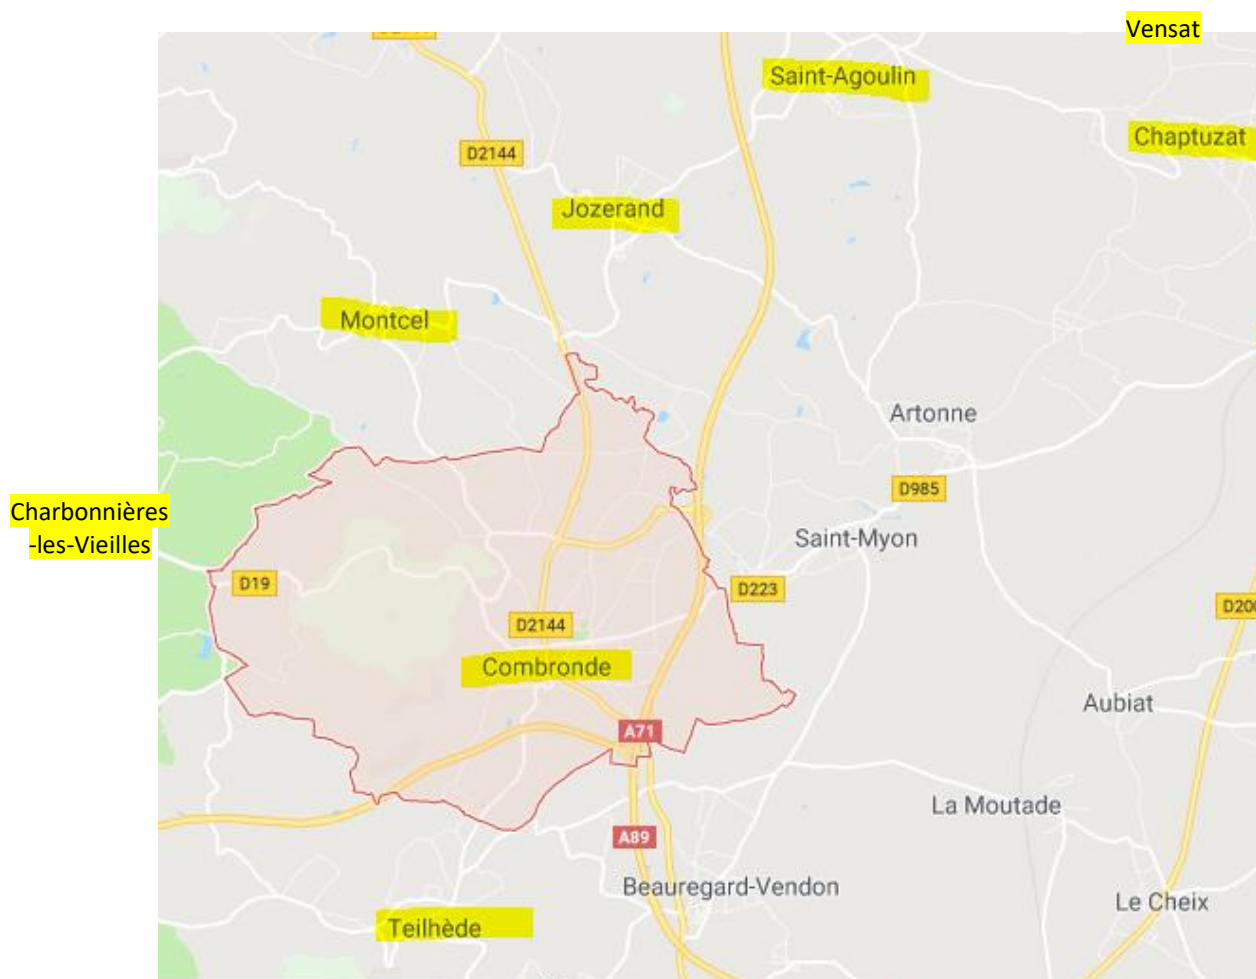 Vensat
Saint-Agoulin
Chaptuzat
D2144
Jozerand
Montcel
Artonne
D985
Charbonnières
-les-Vieilles
Saint-Myon
D19
D223
D2144
Combronde
Aubiat
A71
La Moutade
A89
Beauregard-Vendon
Le Cheix
Teilhède